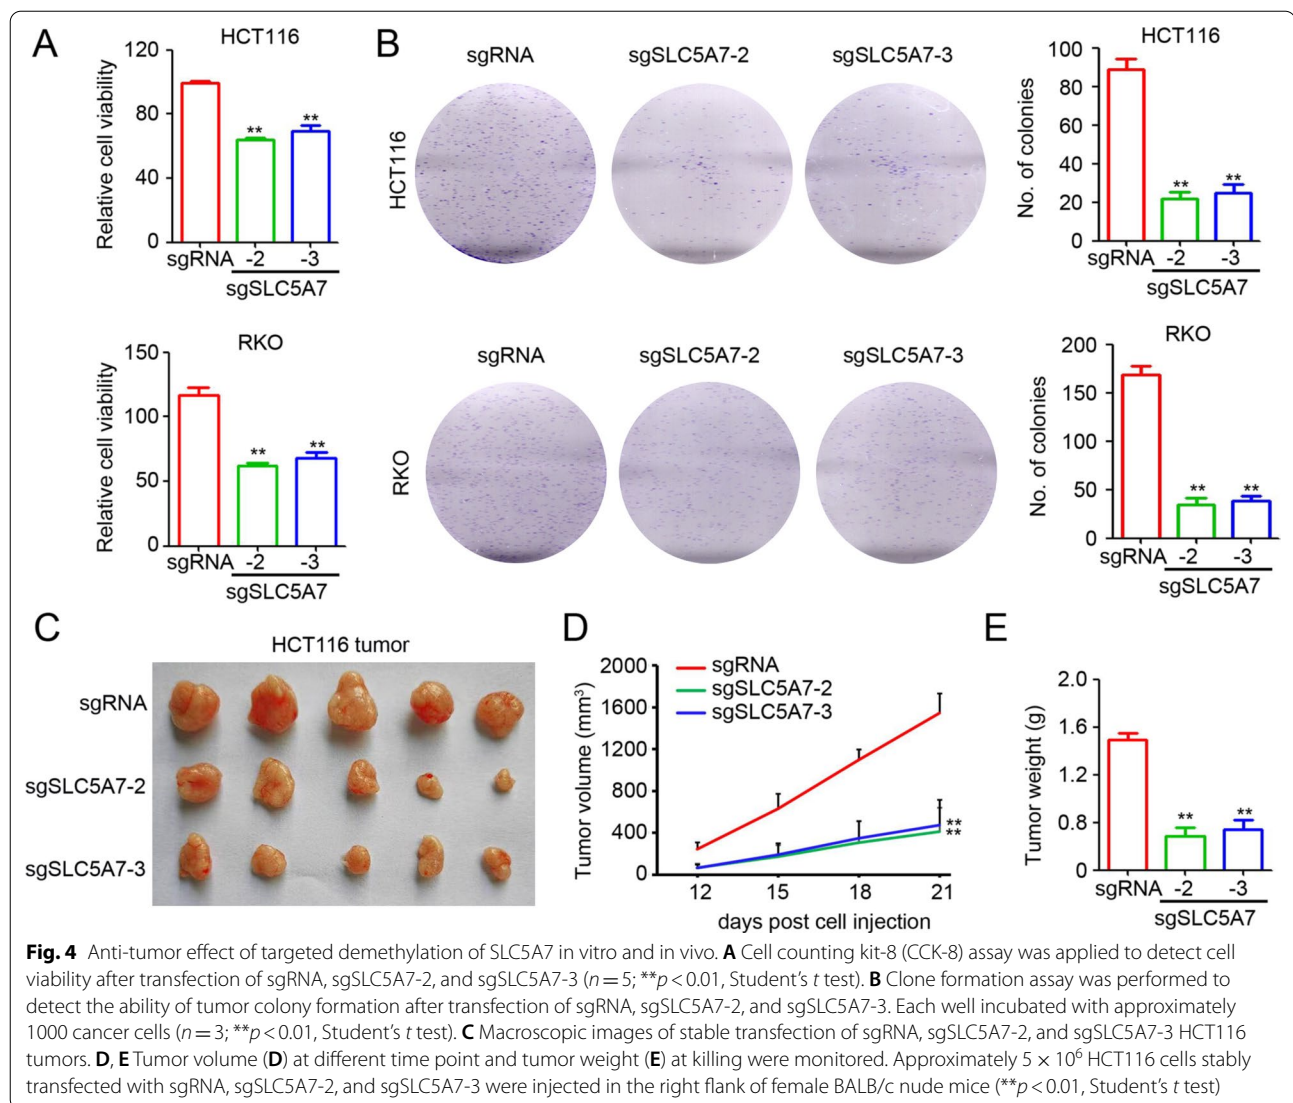 A
HCT116
Relative cell viability
120
80
40
0
sgRNA -2 -3
** **
sgSLC5A7
RKO
Relative cell viability
150
100
50
0
sgRNA -2 -3
** **
sgSLC5A7
B
sgRNA sgSLC5A7-2 sgSLC5A7-3
HCT116
sgRNA sgSLC5A7-2 sgSLC5A7-3
RKO
HCT116
No. of colonies
100
80
60
40
20
0
** **
sgRNA -2 -3
sgSLC5A7
RKO
No. of colonies
200
150
100
50
0
** **
sgRNA -2 -3
sgSLC5A7
C
HCT116 tumor
sgRNA
sgSLC5A7-2
sgSLC5A7-3
D
Tumor volume (mm³)
2000
1600
1200
800
400
0
sgRNA
sgSLC5A7-2
sgSLC5A7-3
**
**
12 15 18 21
days post cell injection
E
Tumor weight (g)
2.0
1.6
1.2
0.8
0
** **
sgRNA -2 -3
sgSLC5A7
Fig. 4 Anti-tumor effect of targeted demethylation of SLC5A7 in vitro and in vivo. A Cell counting kit-8 (CCK-8) assay was applied to detect cell
viability after transfection of sgRNA, sgSLC5A7-2, and sgSLC5A7-3 (n = 5; **p < 0.01, Student's t test). B Clone formation assay was performed to
detect the ability of tumor colony formation after transfection of sgRNA, sgSLC5A7-2, and sgSLC5A7-3. Each well incubated with approximately
1000 cancer cells (n = 3; **p < 0.01, Student's t test). C Macroscopic images of stable transfection of sgRNA, sgSLC5A7-2, and sgSLC5A7-3 HCT116
tumors. D, E Tumor volume (D) at different time point and tumor weight (E) at killing were monitored. Approximately 5 × 10⁶ HCT116 cells stably
transfected with sgRNA, sgSLC5A7-2, and sgSLC5A7-3 were injected in the right flank of female BALB/c nude mice (**p < 0.01, Student's t test)